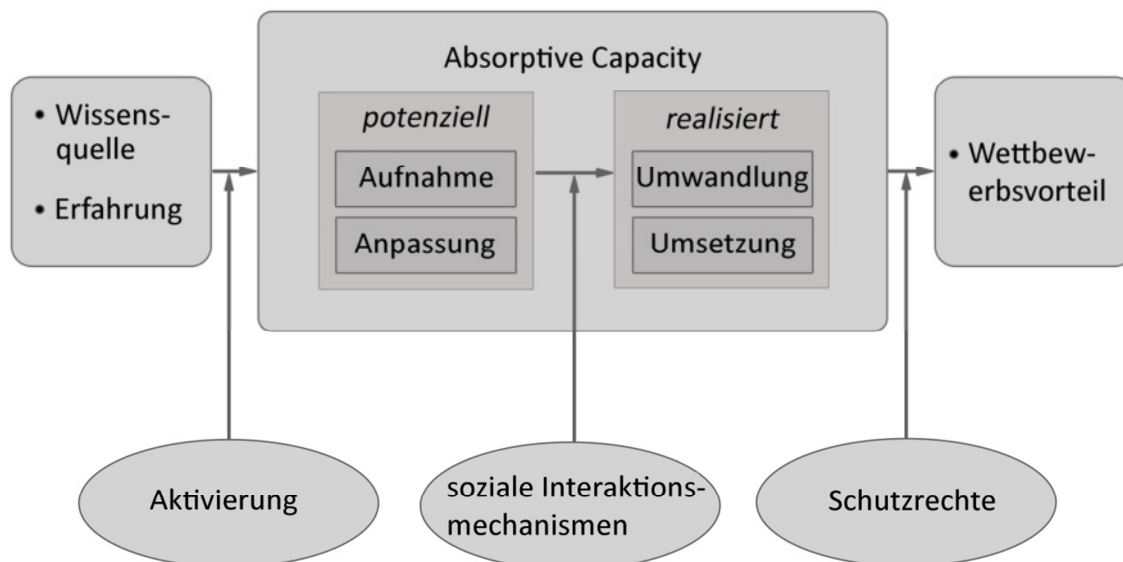 Absorptive Capacity
• Wissens-
quelle
• Erfahrung
potenziell
Aufnahme
Anpassung
realisiert
Umwandlung
Umsetzung
• Wettbew-
erbsvorteil
Aktivierung
soziale Interaktions-
mechanismen
Schutzrechte